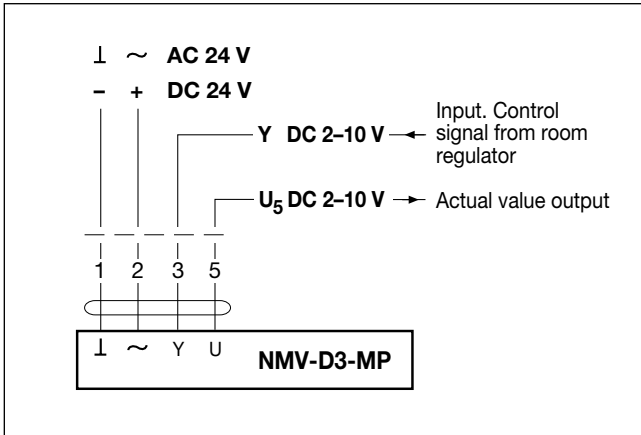 ⊥ ~ AC 24 V
– + DC 24 V
Y DC 2–10 V
Input. Control
signal from room
regulator
U5 DC 2–10 V
Actual value output
1 2 3 5
⊥ ~ Y U
NMV-D3-MP